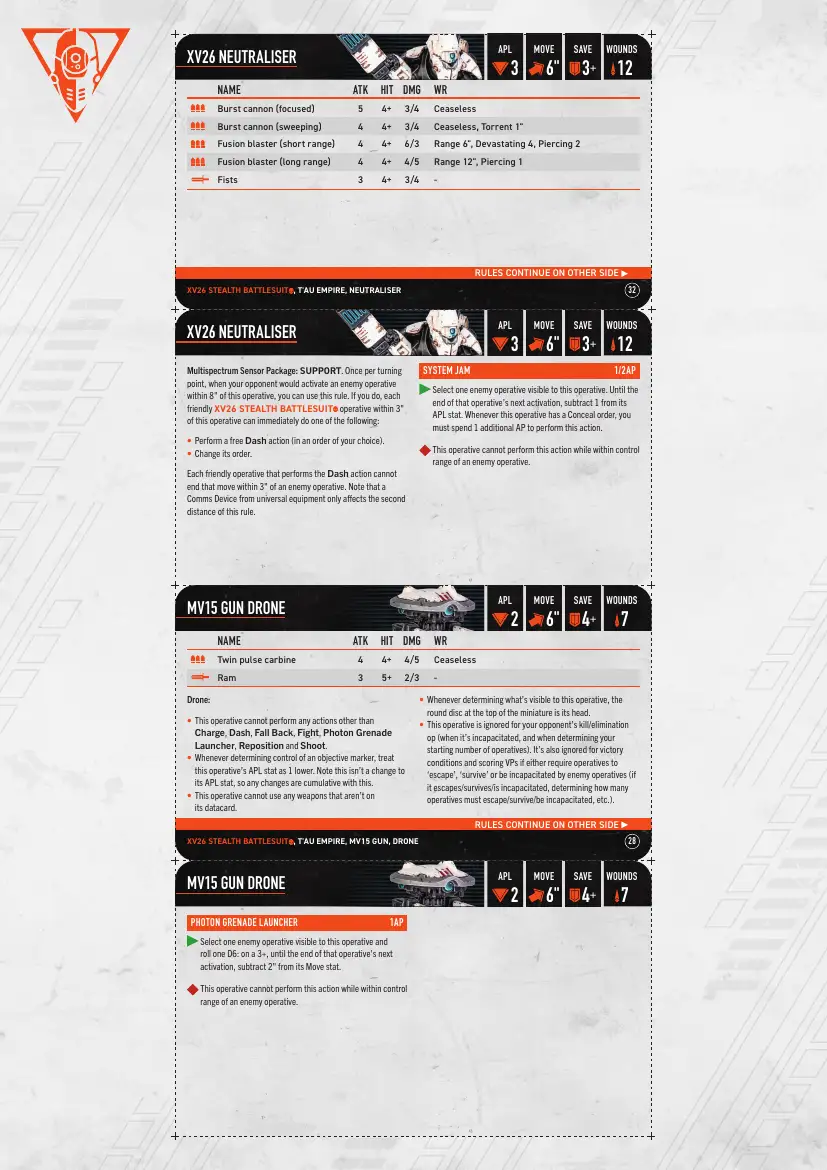 XV26 NEUTRALISER
APL MOVE SAVE WOUNDS
3 6" 3+ 12
NAME ATK HIT DMG WR
Burst cannon (focused) 5 4+ 3/4 Ceaseless
Burst cannon (sweeping) 4 4+ 3/4 Ceaseless, Torrent 1"
Fusion blaster (short range) 4 4+ 6/3 Range 6", Devastating 4, Piercing 2
Fusion blaster (long range) 4 4+ 4/5 Range 12", Piercing 1
Fists 3 4+ 3/4 -
RULES CONTINUE ON OTHER SIDE ▶
XV26 STEALTH BATTLESUIT, T'AU EMPIRE, NEUTRALISER 32
XV26 NEUTRALISER
APL MOVE SAVE WOUNDS
3 6" 3+ 12
Multispectrum Sensor Package: SUPPORT. Once per turning
point, when your opponent would activate an enemy operative
within 8" of this operative, you can use this rule. If you do, each
friendly XV26 STEALTH BATTLESUIT operative within 3"
of this operative can immediately do one of the following:
• Perform a free Dash action (in an order of your choice).
• Change its order.
Each friendly operative that performs the Dash action cannot
end that move within 3" of an enemy operative. Note that a
Comms Device from universal equipment only affects the second
distance of this rule.
SYSTEM JAM 1/2AP
Select one enemy operative visible to this operative. Until the
end of that operative's next activation, subtract 1 from its
APL stat. Whenever this operative has a Conceal order, you
must spend 1 additional AP to perform this action.
This operative cannot perform this action while within control
range of an enemy operative.
MV15 GUN DRONE
APL MOVE SAVE WOUNDS
2 6" 4+ 7
NAME ATK HIT DMG WR
Twin pulse carbine 4 4+ 4/5 Ceaseless
Ram 3 5+ 2/3 -
Drone:
• This operative cannot perform any actions other than
Charge, Dash, Fall Back, Fight, Photon Grenade
Launcher, Reposition and Shoot.
• Whenever determining control of an objective marker, treat
this operative's APL stat as 1 lower. Note this isn't a change to
its APL stat, so any changes are cumulative with this.
• This operative cannot use any weapons that aren't on
its datacard.
• Whenever determining what's visible to this operative, the
round disc at the top of the miniature is its head.
• This operative is ignored for your opponent's kill/elimination
op (when it's incapacitated, and when determining your
starting number of operatives). It's also ignored for victory
conditions and scoring VPs if either require operatives to
'escape', 'survive' or be incapacitated by enemy operatives (if
it escapes/survives/is incapacitated, determining how many
operatives must escape/survive/be incapacitated, etc.).
RULES CONTINUE ON OTHER SIDE ▶
XV26 STEALTH BATTLESUIT, T'AU EMPIRE, MV15 GUN, DRONE 28
MV15 GUN DRONE
APL MOVE SAVE WOUNDS
2 6" 4+ 7
PHOTON GRENADE LAUNCHER 1AP
Select one enemy operative visible to this operative and
roll one D6: on a 3+, until the end of that operative's next
activation, subtract 2" from its Move stat.
This operative cannot perform this action while within control
range of an enemy operative.